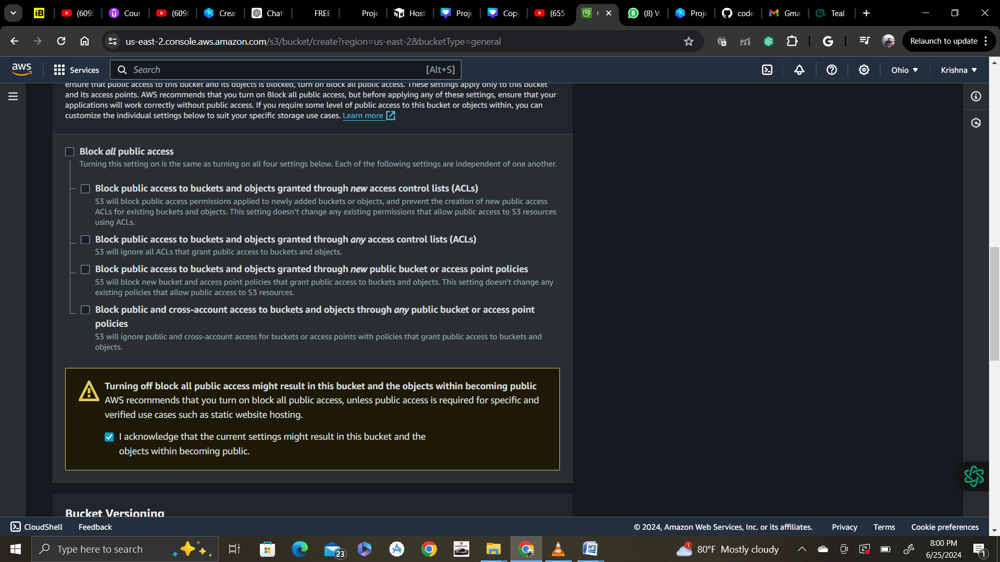 (609
Cour
(609
Crea
Chat
FREE
Proje
Host
Proje
Copy
(655
(8) W
Proje
code
Gma
Teal
us-east-2.console.aws.amazon.com/s3/bucket/create?region=us-east-2&bucketType=general
Relaunch to update
aws
Services
Search
[Alt+S]
Ohio
Krishna
ensure that public access to this bucket and its objects is blocked, turn on Block all public access. These settings apply only to this bucket
and its access points. AWS recommends that you turn on Block all public access, but before applying any of these settings, ensure that your
applications will work correctly without public access. If you require some level of public access to this bucket or objects within, you can
customize the individual settings below to suit your specific storage use cases. Learn more
Block all public access
Turning this setting on is the same as turning on all four settings below. Each of the following settings are independent of one another.
Block public access to buckets and objects granted through new access control lists (ACLs)
S3 will block public access permissions applied to newly added buckets or objects, and prevent the creation of new public access
ACLs for existing buckets and objects. This setting doesn't change any existing permissions that allow public access to S3 resources
using ACLs.
Block public access to buckets and objects granted through any access control lists (ACLs)
S3 will ignore all ACLs that grant public access to buckets and objects.
Block public access to buckets and objects granted through new public bucket or access point policies
S3 will block new bucket and access point policies that grant public access to buckets and objects. This setting doesn't change any
existing policies that allow public access to S3 resources.
Block public and cross-account access to buckets and objects through any public bucket or access point
policies
S3 will ignore public and cross-account access for buckets or access points with policies that grant public access to buckets and
objects.
Turning off block all public access might result in this bucket and the objects within becoming public
AWS recommends that you turn on block all public access, unless public access is required for specific and
verified use cases such as static website hosting.
I acknowledge that the current settings might result in this bucket and the
objects within becoming public.
Bucket Versioning
CloudShell
Feedback
© 2024, Amazon Web Services, Inc. or its affiliates.
Privacy
Terms
Cookie preferences
Type here to search
23
1
80°F Mostly cloudy
8:00 PM
6/25/2024
1